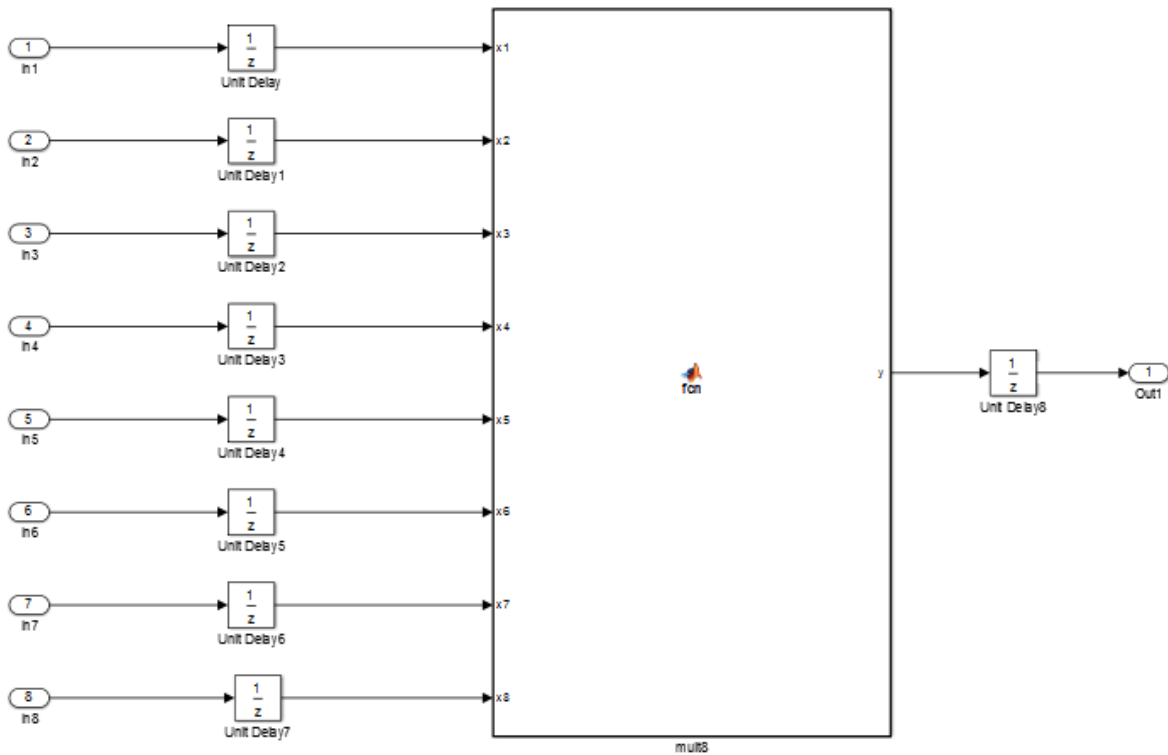 1
In1
1
z
Unit Delay
x1
2
In2
1
z
Unit Delay1
x2
3
In3
1
z
Unit Delay2
x3
4
In4
1
z
Unit Delay3
x4
5
In5
1
z
Unit Delay4
x5
6
In6
1
z
Unit Delay5
x6
7
In7
1
z
Unit Delay6
x7
8
In8
1
z
Unit Delay7
x8
fcn
y
mult8
1
z
Unit Delay8
1
Out1